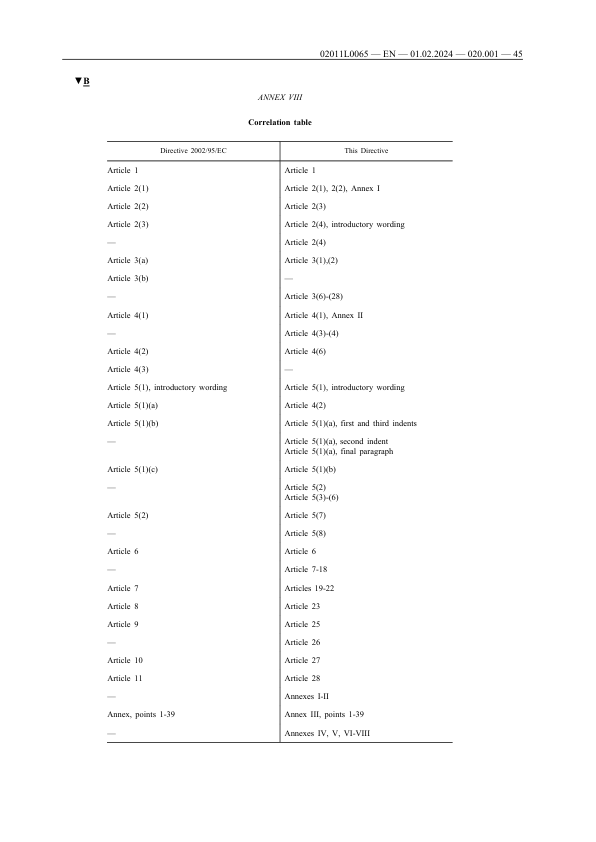 02011L0065 — EN — 01.02.2024 — 020.001 — 45
▼B
ANNEX VIII
Correlation table
Directive 2002/95/EC This Directive
Article 1 Article 1
Article 2(1) Article 2(1), 2(2), Annex I
Article 2(2) Article 2(3)
Article 2(3) Article 2(4), introductory wording
— Article 2(4)
Article 3(a) Article 3(1),(2)
Article 3(b) —
— Article 3(6)-(28)
Article 4(1) Article 4(1), Annex II
— Article 4(3)-(4)
Article 4(2) Article 4(6)
Article 4(3) —
Article 5(1), introductory wording Article 5(1), introductory wording
Article 5(1)(a) Article 4(2)
Article 5(1)(b) Article 5(1)(a), first and third indents
— Article 5(1)(a), second indent
Article 5(1)(a), final paragraph
Article 5(1)(c) Article 5(1)(b)
— Article 5(2)
Article 5(3)-(6)
Article 5(2) Article 5(7)
— Article 5(8)
Article 6 Article 6
— Article 7-18
Article 7 Articles 19-22
Article 8 Article 23
Article 9 Article 25
— Article 26
Article 10 Article 27
Article 11 Article 28
— Annexes I-II
Annex, points 1-39 Annex III, points 1-39
— Annexes IV, V, VI-VIII